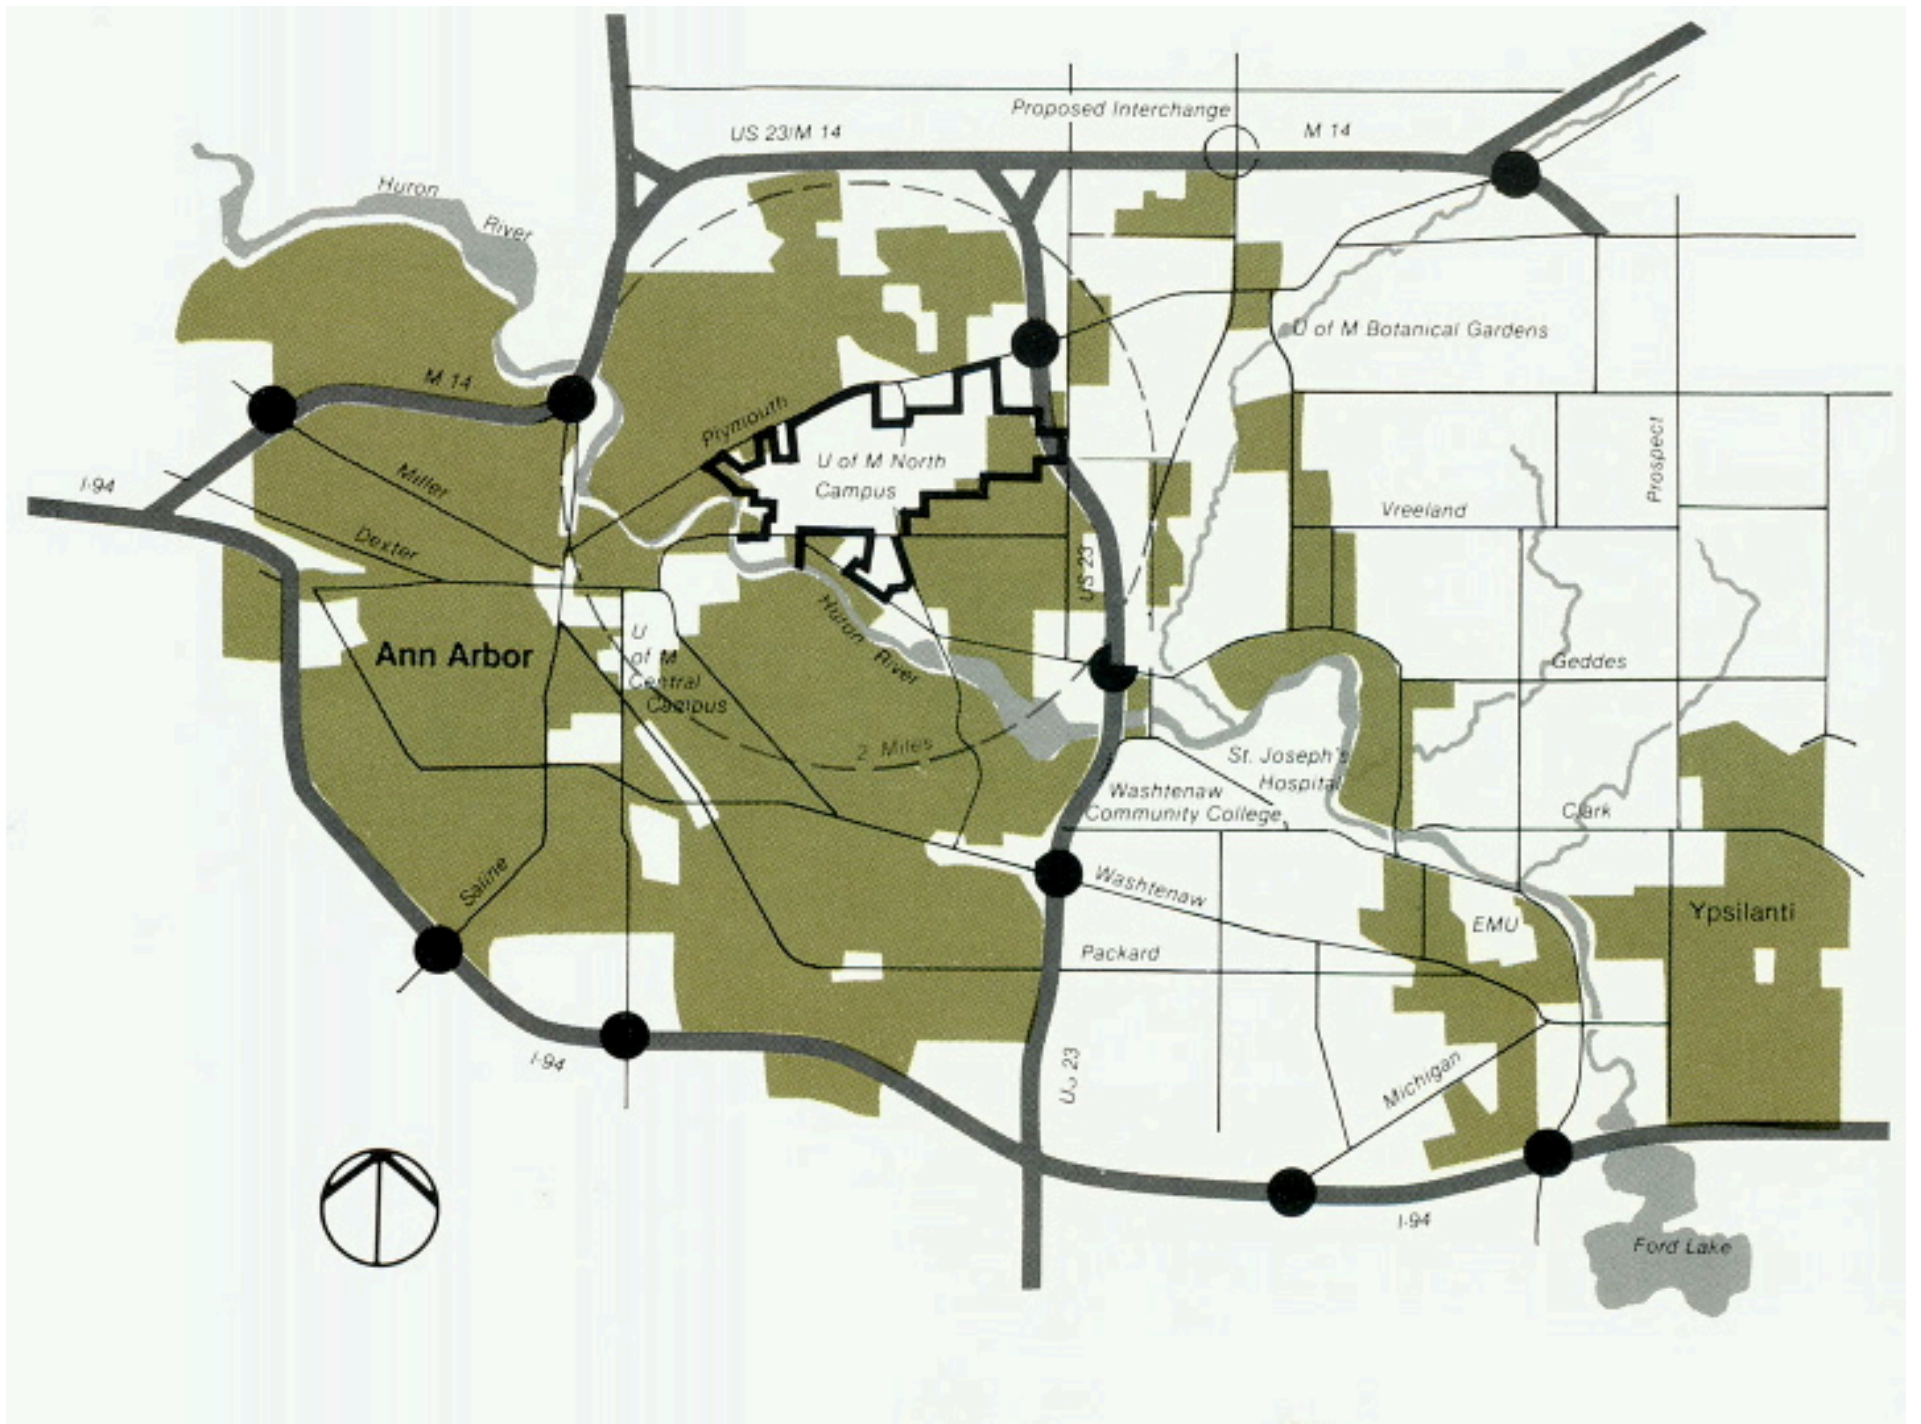 Proposed Interchange
US 23/M 14
M 14
Huron
River
U of M Botanical Gardens
M 14
Plymouth
U of M North
Campus
Prospect
Miller
I-94
Vreeland
Dexter
US 23
Huron
River
U
of M
Central
Campus
Ann Arbor
Geddes
2 Miles
St. Joseph's
Hospital
Washtenaw
Community College
Clark
Saline
Washtenaw
EMU
Ypsilanti
Packard
I-94
US 23
Michigan
I-94
Ford Lake